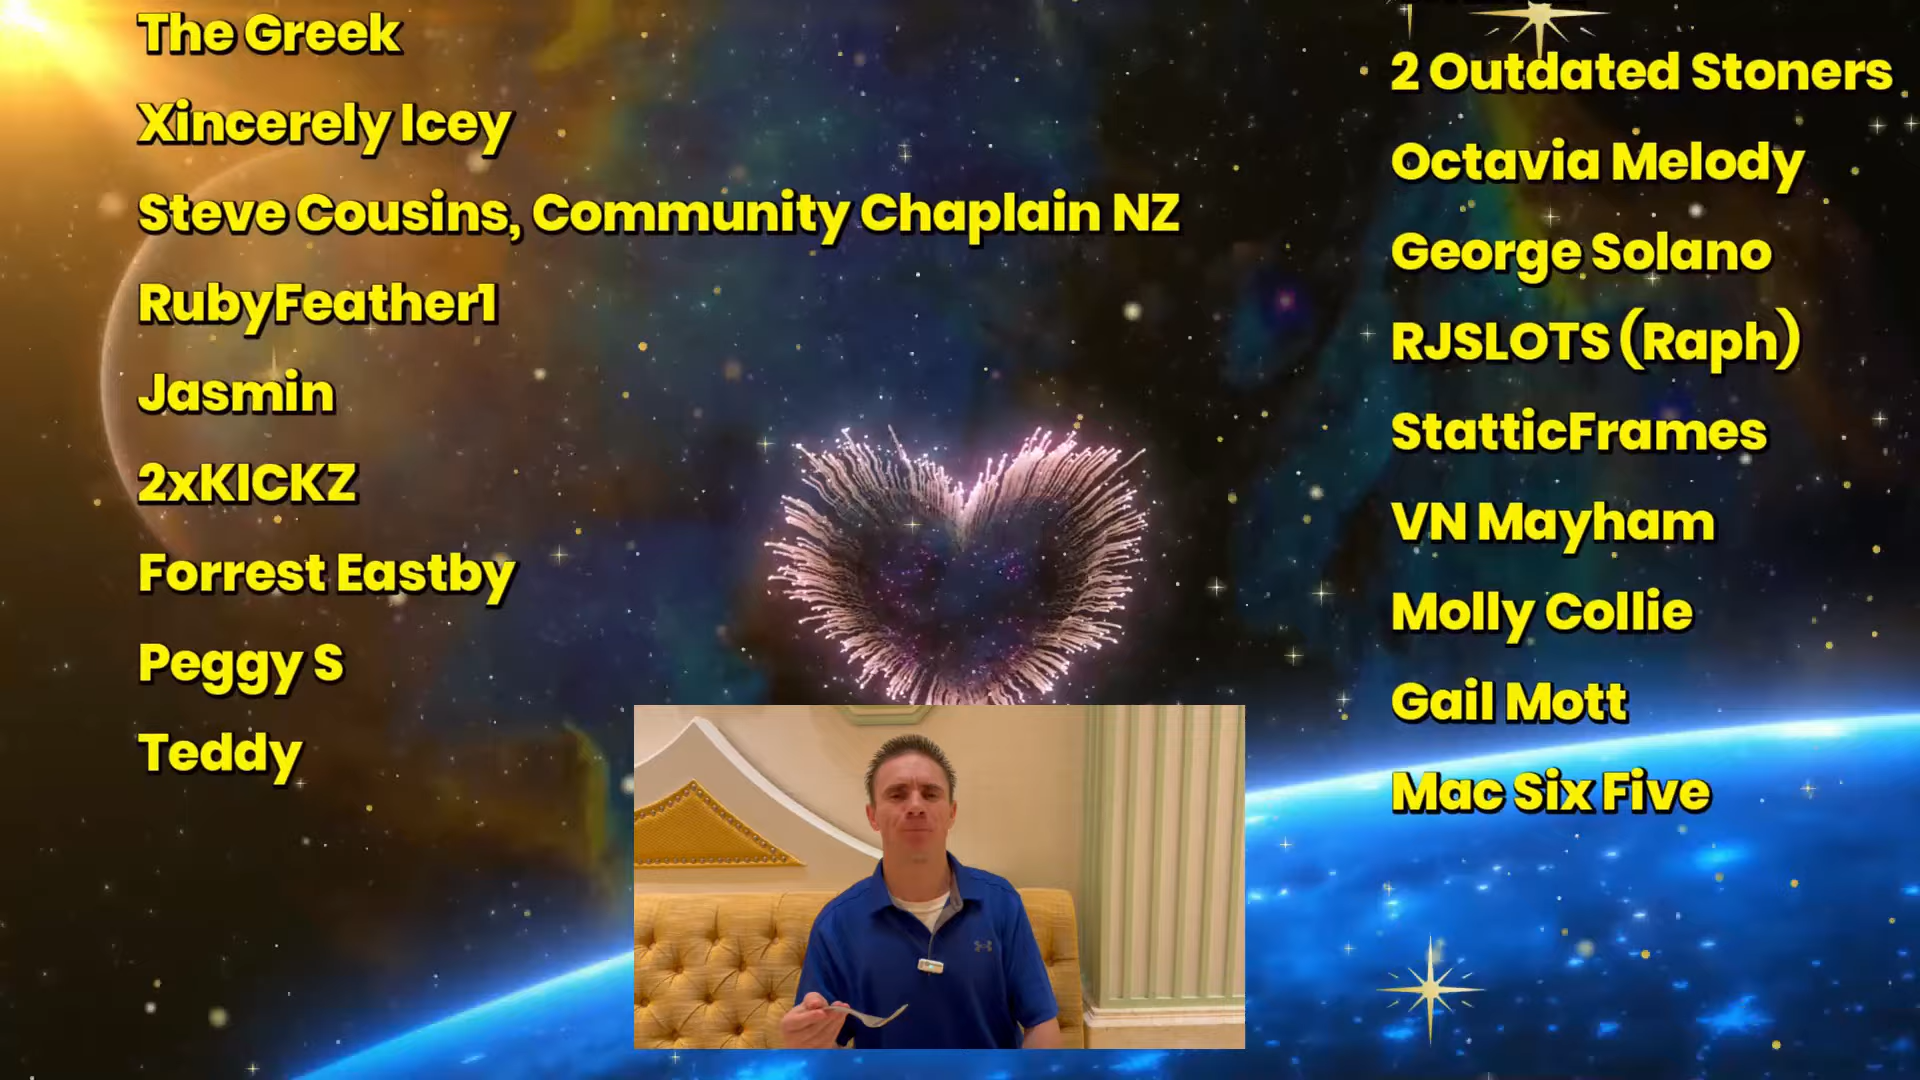 The Greek
Xincerely Icey
Steve Cousins, Community Chaplain NZ
RubyFeather1
Jasmin
2xKICKZ
Forrest Eastby
Peggy S
Teddy
2 Outdated Stoners
Octavia Melody
George Solano
RJSLOTS (Raph)
StatticFrames
VN Mayham
Molly Collie
Gail Mott
Mac Six Five